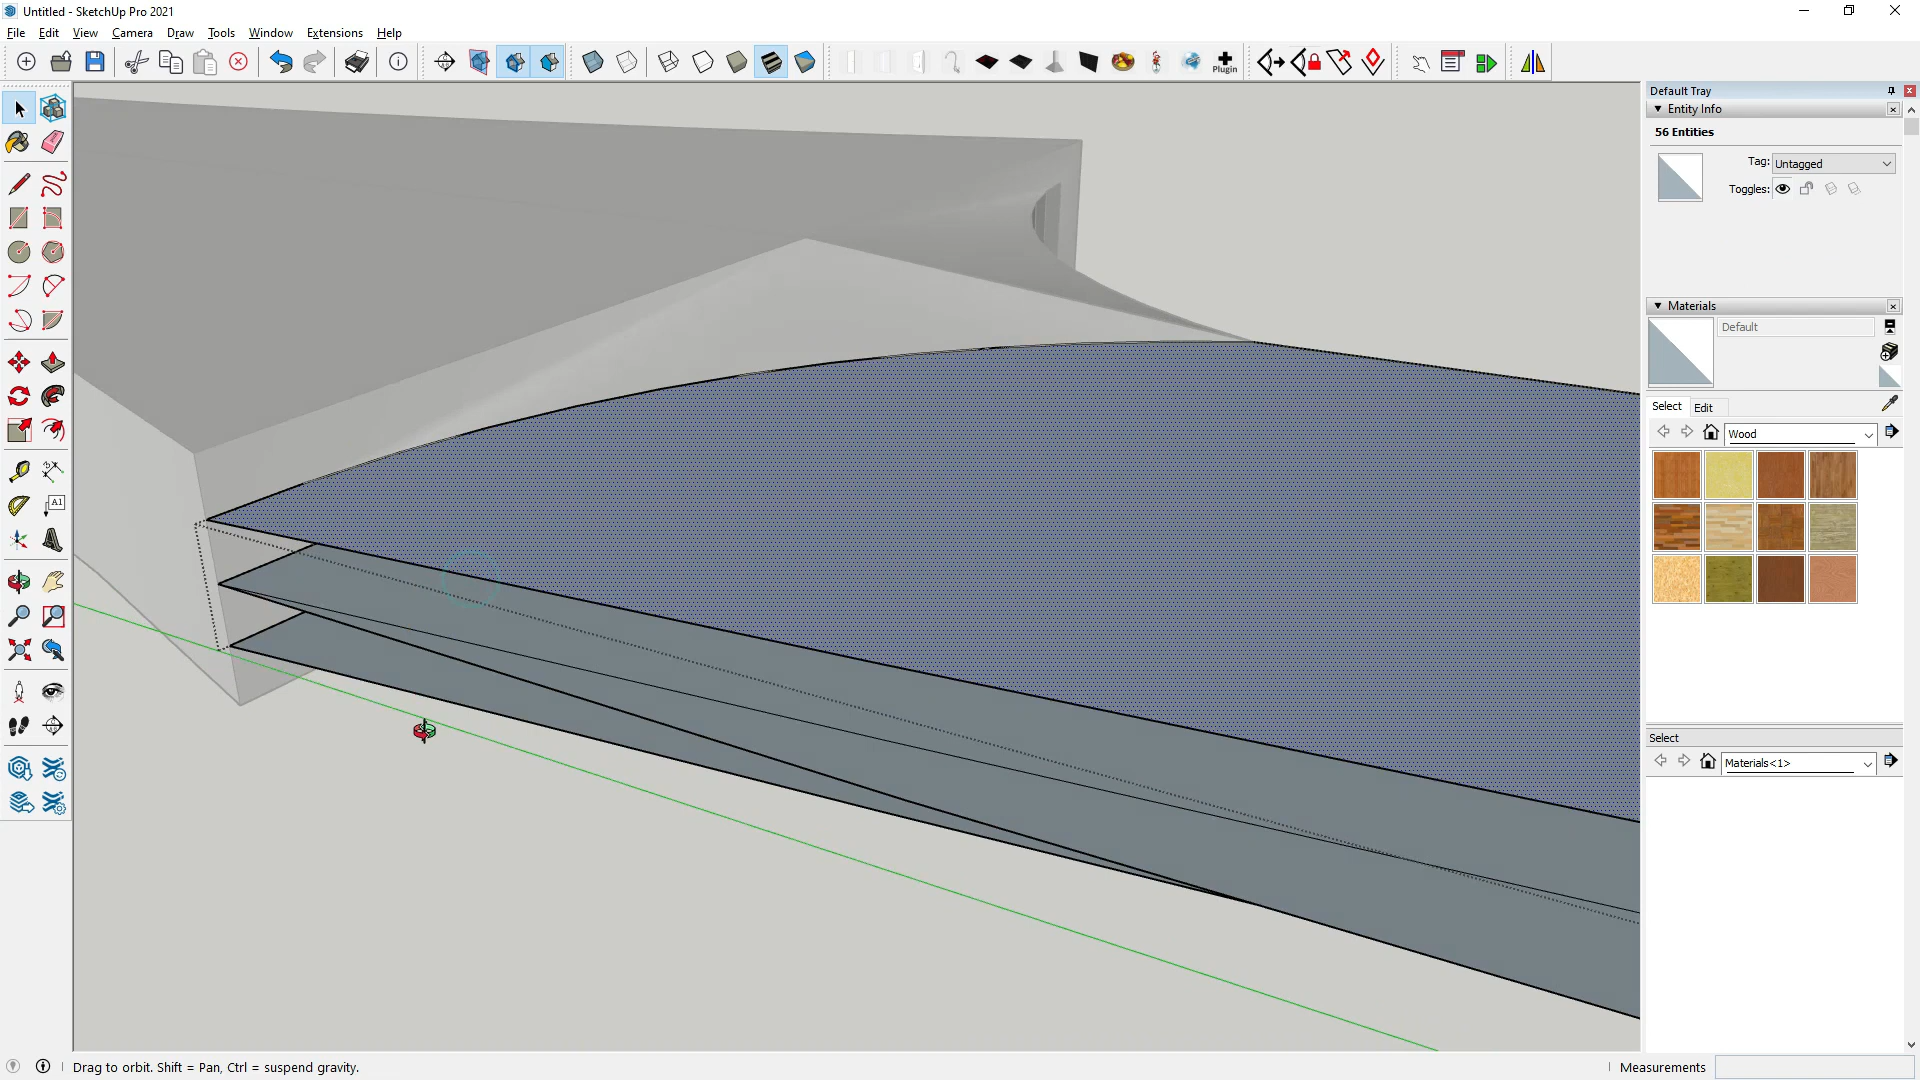 Untitled - SketchUp Pro 2021
File Edit View Camera Draw Tools Window Extensions Help
Plugin
Default Tray
Entity Info
56 Entities
Tag: Untagged
Toggles:
Materials
Default
Select Edit
Wood
Select
Materials<1>
A1
Drag to orbit. Shift = Pan, Ctrl = suspend gravity.
Measurements